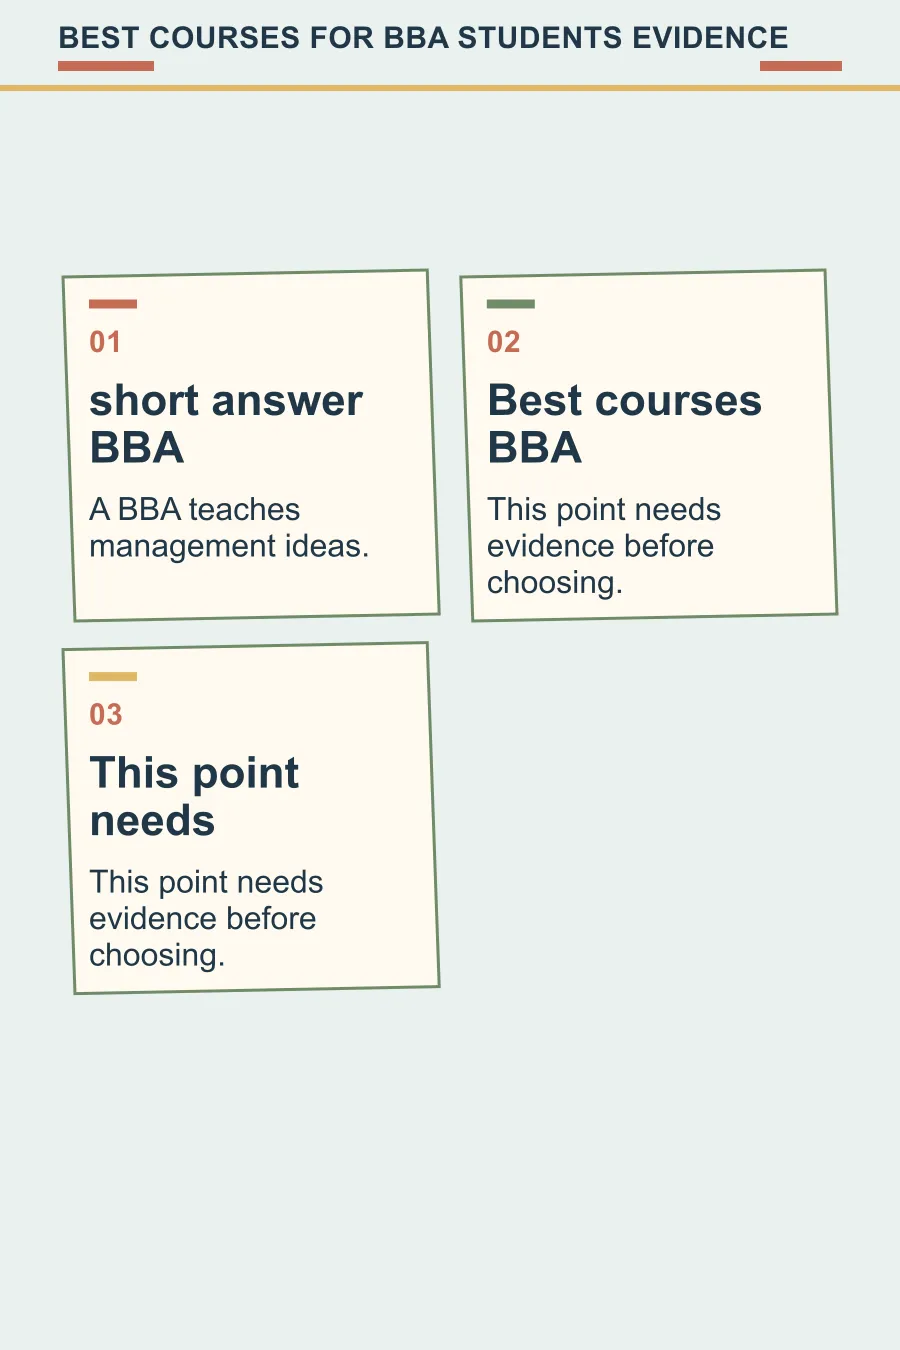 BEST COURSES FOR BBA STUDENTS EVIDENCE
01
short answer
BBA
A BBA teaches
management ideas.
02
Best courses
BBA
This point needs
evidence before
choosing.
03
This point
needs
This point needs
evidence before
choosing.